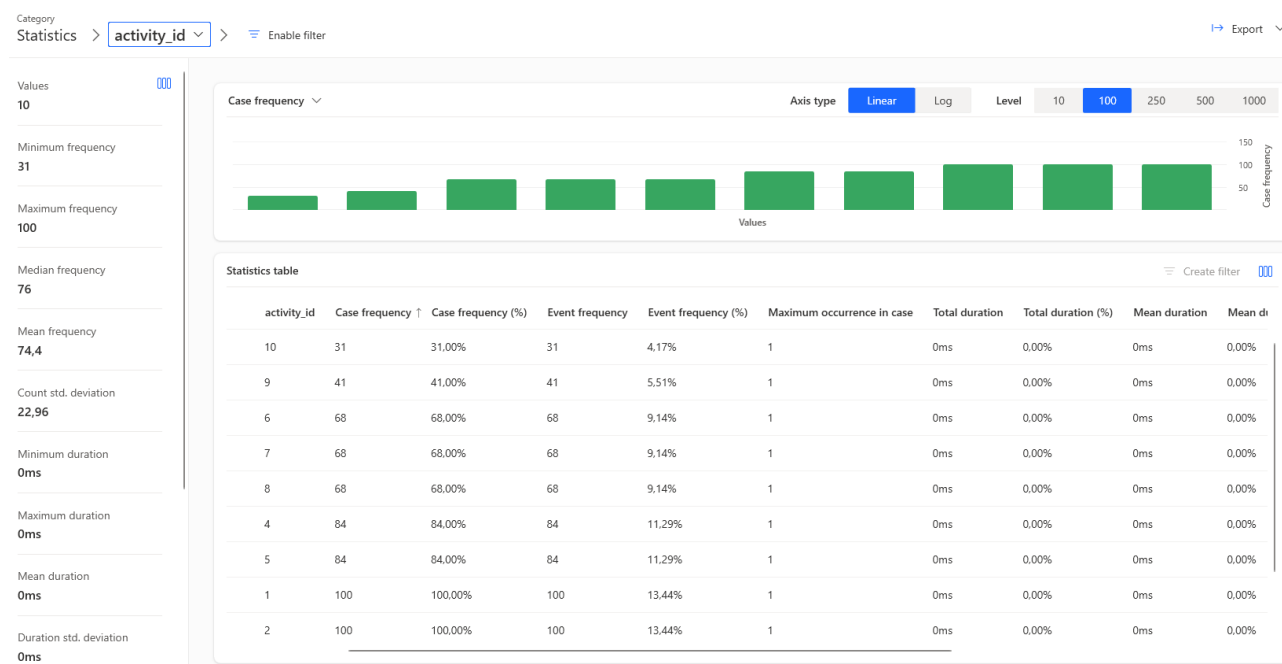 Category
Statistics > activity_id > Enable filter
Export
Values
10
Minimum frequency
31
Maximum frequency
100
Median frequency
76
Mean frequency
74,4
Count std. deviation
22,96
Minimum duration
0ms
Maximum duration
0ms
Mean duration
0ms
Duration std. deviation
0ms
Case frequency
Axis type Linear Log Level 10 100 250 500 1000
150
100
50
Case frequency
Values
Statistics table
Create filter
activity_id Case frequency ↑ Case frequency (%) Event frequency Event frequency (%) Maximum occurrence in case Total duration Total duration (%) Mean duration Mean
10 31 31,00% 31 4,17% 1 0ms 0,00% 0ms 0,00%
9 41 41,00% 41 5,51% 1 0ms 0,00% 0ms 0,00%
6 68 68,00% 68 9,14% 1 0ms 0,00% 0ms 0,00%
7 68 68,00% 68 9,14% 1 0ms 0,00% 0ms 0,00%
8 68 68,00% 68 9,14% 1 0ms 0,00% 0ms 0,00%
4 84 84,00% 84 11,29% 1 0ms 0,00% 0ms 0,00%
5 84 84,00% 84 11,29% 1 0ms 0,00% 0ms 0,00%
1 100 100,00% 100 13,44% 1 0ms 0,00% 0ms 0,00%
2 100 100,00% 100 13,44% 1 0ms 0,00% 0ms 0,00%